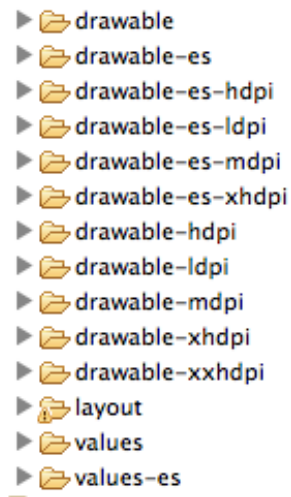 drawable
drawable-es
drawable-es-hdpi
drawable-es-ldpi
drawable-es-mdpi
drawable-es-xhdpi
drawable-hdpi
drawable-ldpi
drawable-mdpi
drawable-xhdpi
drawable-xxhdpi
layout
values
values-es